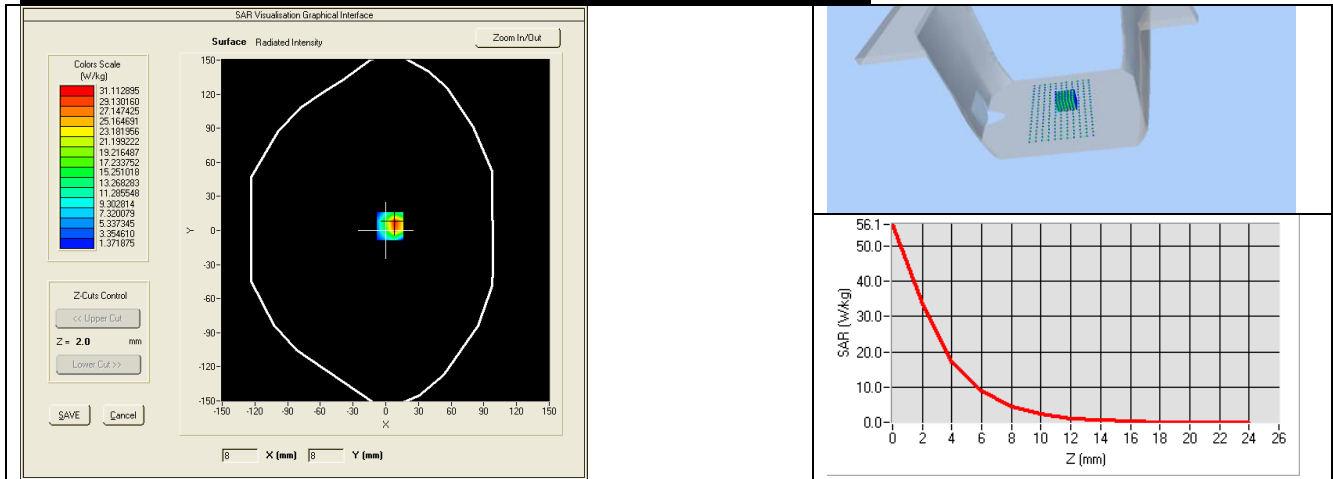 SAR Visualisation Graphical Interface
Surface Radiated Intensity
Zoom In/Out
Colors Scale
(W/kg)
31.112895
29.130160
27.147425
25.164691
23.181956
21.199222
19.216487
17.233752
15.251018
13.268283
11.285548
9.302814
7.320079
5.337345
3.354610
1.371875
Z-Cuts Control
<< Upper Cut
Z = 2.0 mm
Lower Cut >>
SAVE Cancel
150
120
90
60
30
0
-30
-60
-90
-120
-150
Y
-150 -120 -90 -60 -30 0 30 60 90 120 150
X
8 X (mm) 8 Y (mm)
56.1
50.0
40.0
30.0
20.0
10.0
0.0
SAR (W/kg)
0 2 4 6 8 10 12 14 16 18 20 22 24 26
Z (mm)